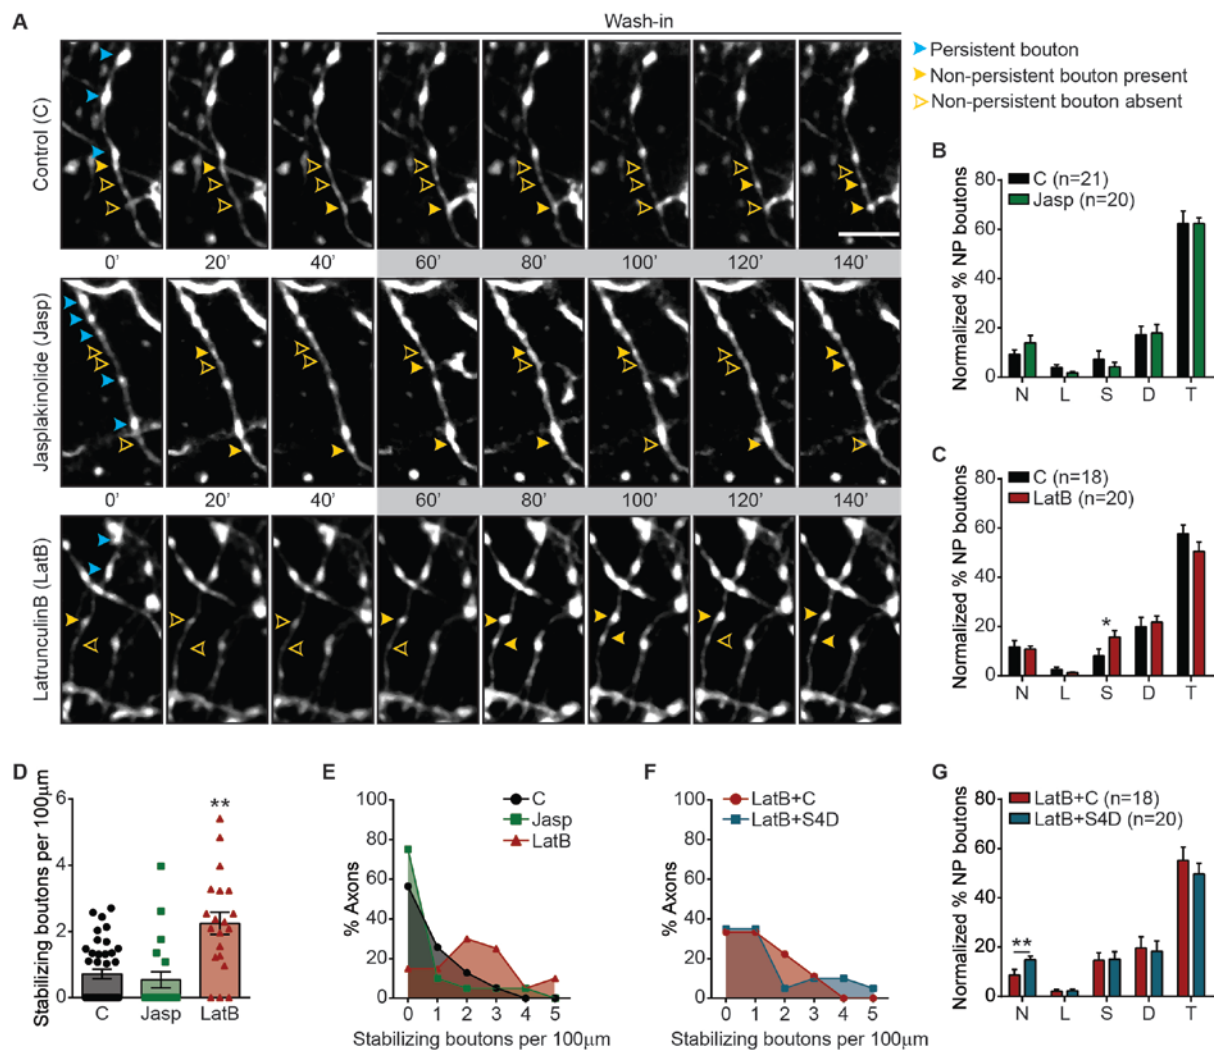 A
Wash-in
Persistent bouton
Non-persistent bouton present
Non-persistent bouton absent
Control (C)
0' 20' 40' 60' 80' 100' 120' 140'
Jasplakinolide (Jasp)
0' 20' 40' 60' 80' 100' 120' 140'
LatrunculinB (LatB)
B
Normalized % NP boutons
80
60
40
20
0
C (n=21)
Jasp (n=20)
N L S D T
C
Normalized % NP boutons
80
60
40
20
0
C (n=18)
LatB (n=20)
*
N L S D T
D
Stabilizing boutons per 100µm
6
4
2
0
**
C Jasp LatB
E
% Axons
100
80
60
40
20
0
C
Jasp
LatB
0 1 2 3 4 5
Stabilizing boutons per 100µm
F
% Axons
100
80
60
40
20
0
LatB+C
LatB+S4D
0 1 2 3 4 5
Stabilizing boutons per 100µm
G
Normalized % NP boutons
80
60
40
20
0
LatB+C (n=18)
LatB+S4D (n=20)
**
N L S D T